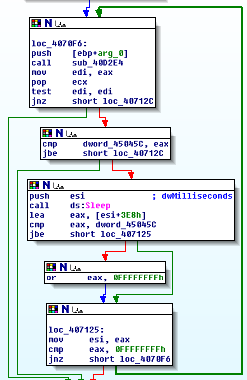 loc_4070F6:
push [ebp+arg_0]
call sub_40D2E4
mov edi, eax
pop ecx
test edi, edi
jnz short loc_40712C
cmp dword_45045C, eax
jbe short loc_40712C
push esi ; dwMilliseconds
call ds:Sleep
lea eax, [esi+3E8h]
cmp eax, dword_45045C
jbe short loc_407125
or eax, 0FFFFFFFFh
loc_407125:
mov esi, eax
cmp eax, 0FFFFFFFFh
jnz short loc_4070F6